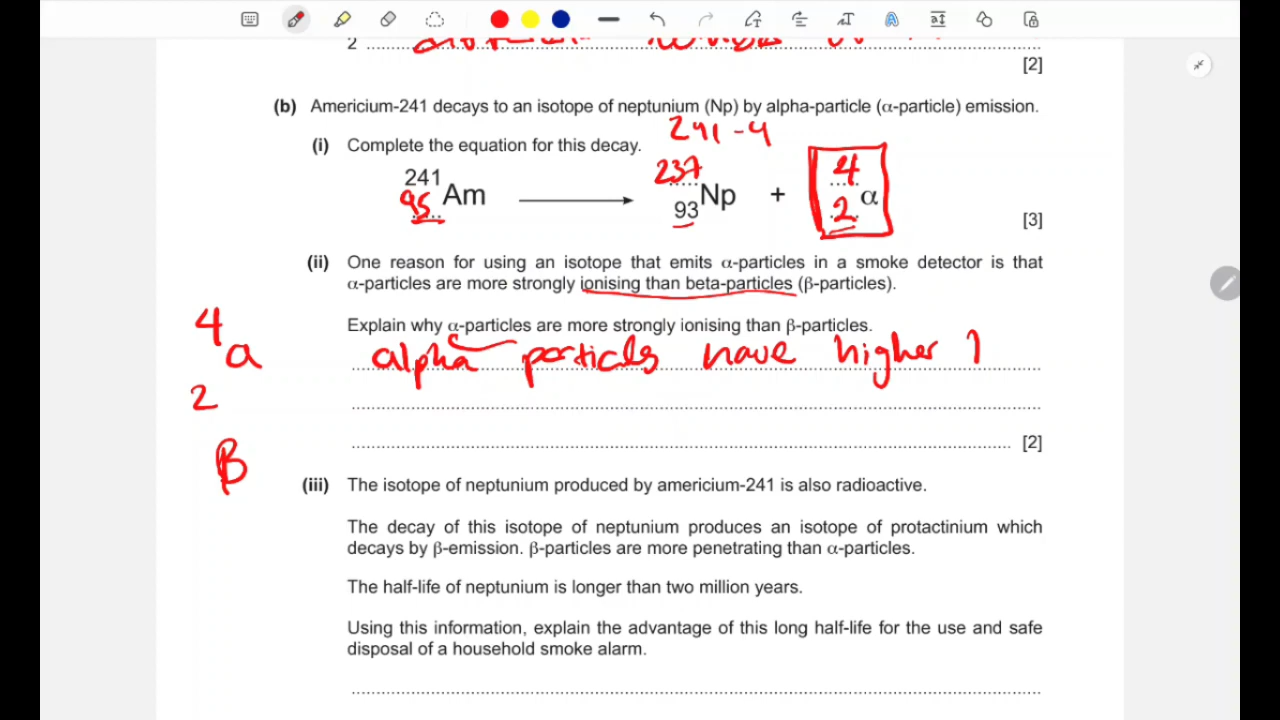 2
[2]
(b) Americium-241 decays to an isotope of neptunium (Np) by alpha-particle (α-particle) emission.
241 - 4
(i) Complete the equation for this decay.
241 237 4
Am Np + α
95 93 2
[3]
(ii) One reason for using an isotope that emits α-particles in a smoke detector is that
α-particles are more strongly ionising than beta-particles (β-particles).
4
Explain why α-particles are more strongly ionising than β-particles.
a alpha particles have higher
2
[2]
β
(iii) The isotope of neptunium produced by americium-241 is also radioactive.
The decay of this isotope of neptunium produces an isotope of protactinium which
decays by β-emission. β-particles are more penetrating than α-particles.
The half-life of neptunium is longer than two million years.
Using this information, explain the advantage of this long half-life for the use and safe
disposal of a household smoke alarm.